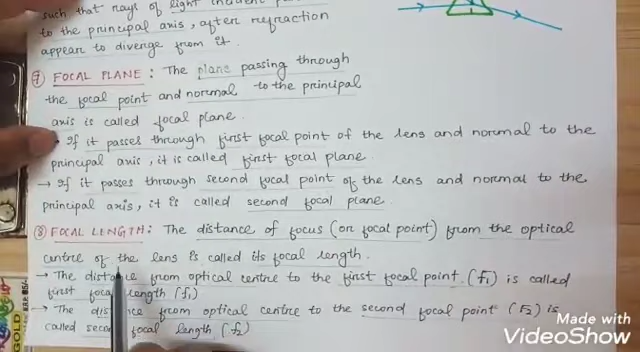 such that rays of light incident
to the principal axis, after refraction
appear to diverge from it.
⑦ FOCAL PLANE : The plane passing through
the focal point and normal to the principal
axis is called focal plane.
→ If it passes through first focal point of the lens and normal to the
principal axis, it is called first focal plane.
→ If it passes through second focal point of the lens and normal to the
principal axis, it is called second focal plane.
⑧ FOCAL LENGTH: The distance of focus (or focal point) from the optical
centre of the lens is called its focal length.
→ The distance from optical centre to the first focal point (f1) is called
first focal length (f1)
→ The distance from optical centre to the second focal point (F2) is
called second focal length (f2)
GOLD
Made with
VideoShow